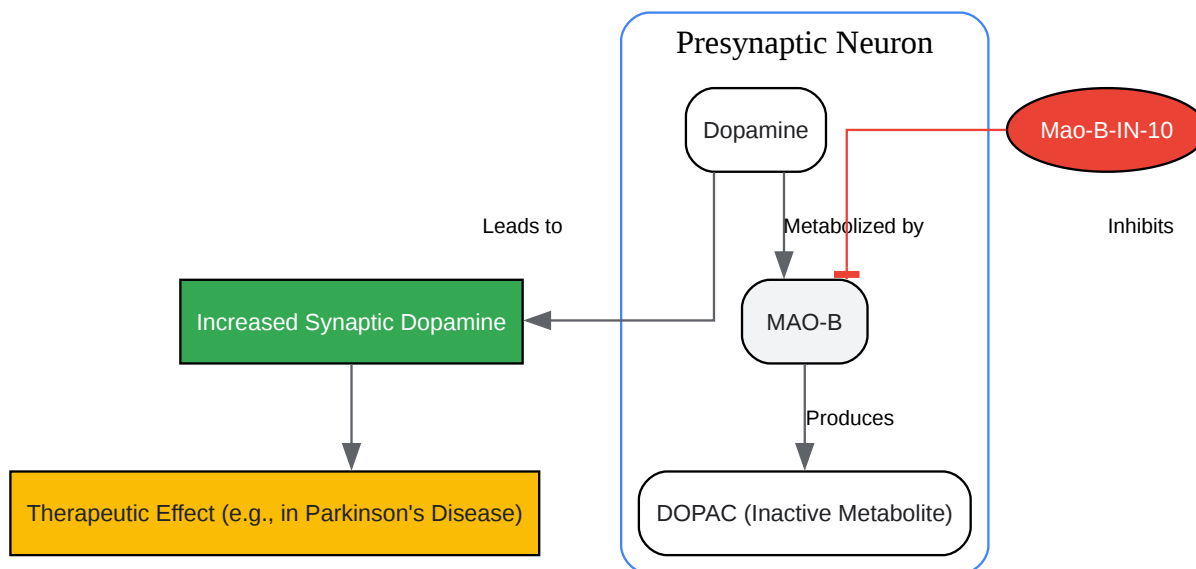 Presynaptic Neuron
Dopamine
Mao-B-IN-10
Leads to
Metabolized by
Inhibits
Increased Synaptic Dopamine
MAO-B
Produces
Therapeutic Effect (e.g., in Parkinson's Disease)
DOPAC (Inactive Metabolite)